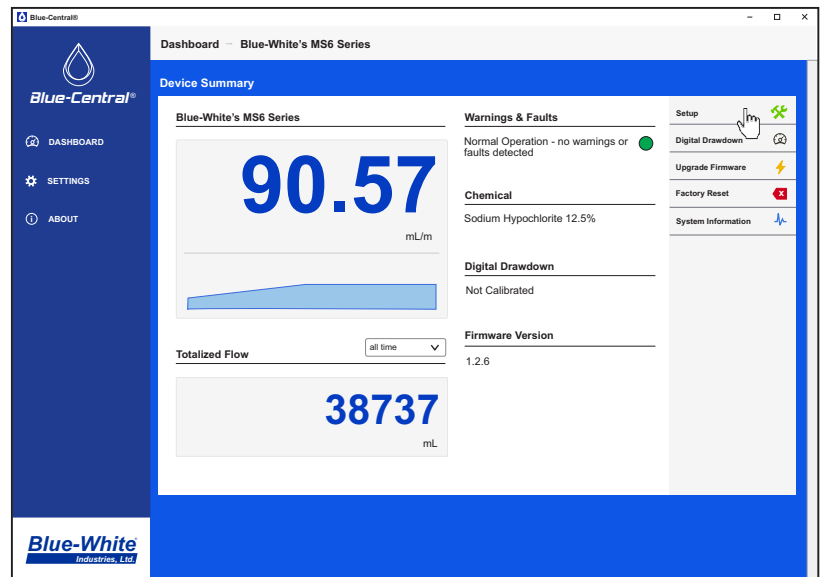 Blue-Central®
Blue-Central®
DASHBOARD
SETTINGS
ABOUT
Blue-White
Industries, Ltd.
Dashboard – Blue-White's MS6 Series
Device Summary
Blue-White's MS6 Series
90.57
mL/m
Totalized Flow
all time
38737
mL
Warnings & Faults
Normal Operation - no warnings or
faults detected
Chemical
Sodium Hypochlorite 12.5%
Digital Drawdown
Not Calibrated
Firmware Version
1.2.6
Setup
Digital Drawdown
Upgrade Firmware
Factory Reset
System Information